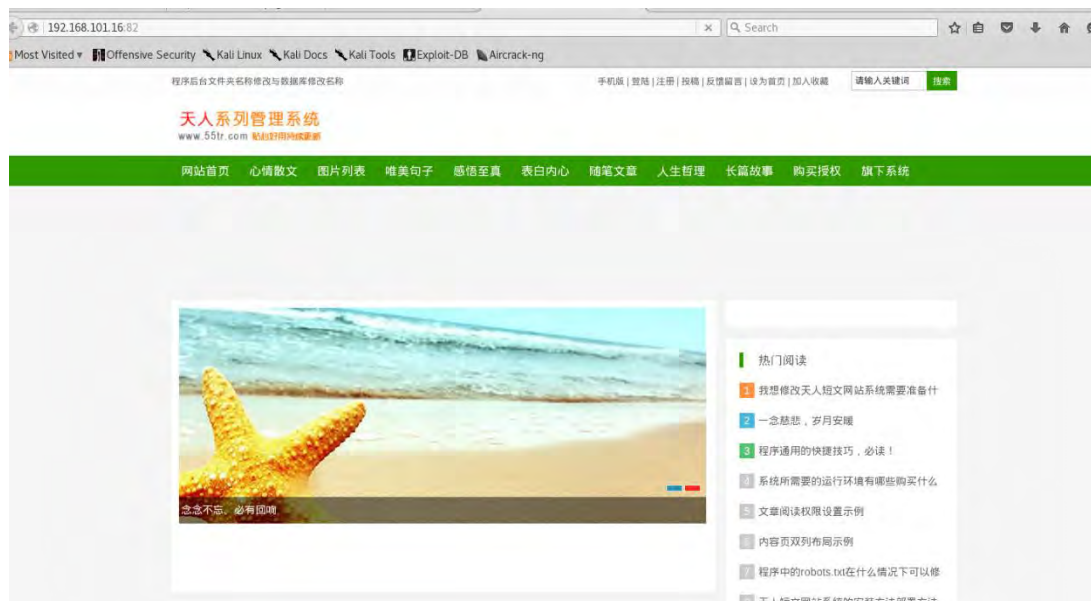 192.168.101.16:82
Search
Most Visited
Offensive Security
Kali Linux
Kali Docs
Kali Tools
Exploit-DB
Aircrack-ng
程序后台文件夹名称修改与数据库修改名称
手机版 | 登陆 | 注册 | 投稿 | 反馈留言 | 设为首页 | 加入收藏
请输入关键词
搜索
天人系列管理系统
www.55tr.com
网站首页 心情散文 图片列表 唯美句子 感悟至真 表白内心 随笔文章 人生哲理 长篇故事 购买授权 旗下系统
念念不忘,必有回响
热门阅读
1 我想修改天人短文网站系统需要准备什
2 一念慈悲,岁月安暖
3 程序通用的快捷技巧,必读!
4 系统所需要的运行环境有哪些购买什么
5 文章阅读权限设置示例
6 内容页双列布局示例
7 程序中的robots.txt在什么情况下可以修